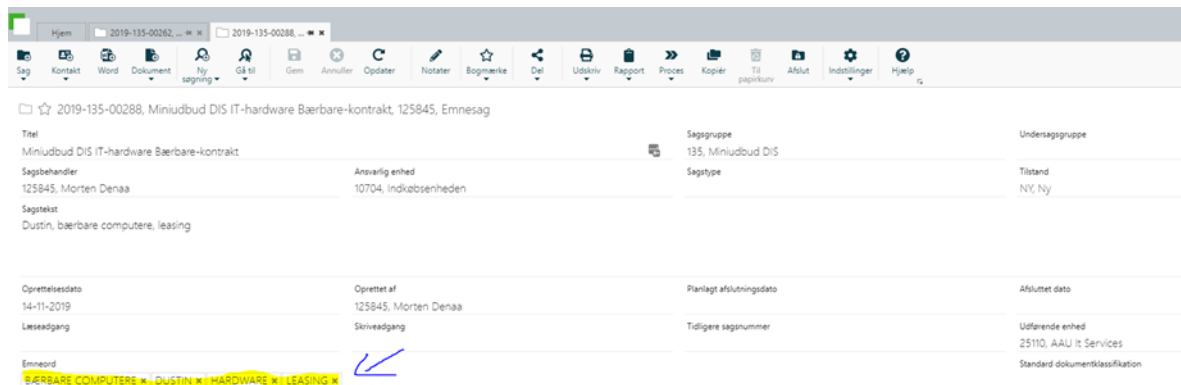 Hjem 2019-135-00262, ... 2019-135-00288, ...
Sag Kontakt Word Dokument Ny søgning Gå til Gem Annuller Opdater Notater Bogmærke Del Udskriv Rapport Proces Kopiér Til papirkurv Afslut Indstillinger Hjælp
2019-135-00288, Miniudbud DIS IT-hardware Bærbare-kontrakt, 125845, Emnesag
Titel Sagsgruppe Undersagsgruppe
Miniudbud DIS IT-hardware Bærbare-kontrakt 135, Miniudbud DIS
Sagsbehandler Ansvarlig enhed Sagstype Tilstand
125845, Morten Denaa 10704, Indkøbsenheden NY, Ny
Sagstekst
Dustin, bærbare computere, leasing
Oprettelsesdato Oprettet af Planlagt afslutningsdato Afsluttet dato
14-11-2019 125845, Morten Denaa
Læseadgang Skriveadgang Tidligere sagsnummer Udførende enhed
25110, AAU It Services
Emneord Standard dokumentklassifikation
BÆRBARE COMPUTERE × DUSTIN × HARDWARE × LEASING ×